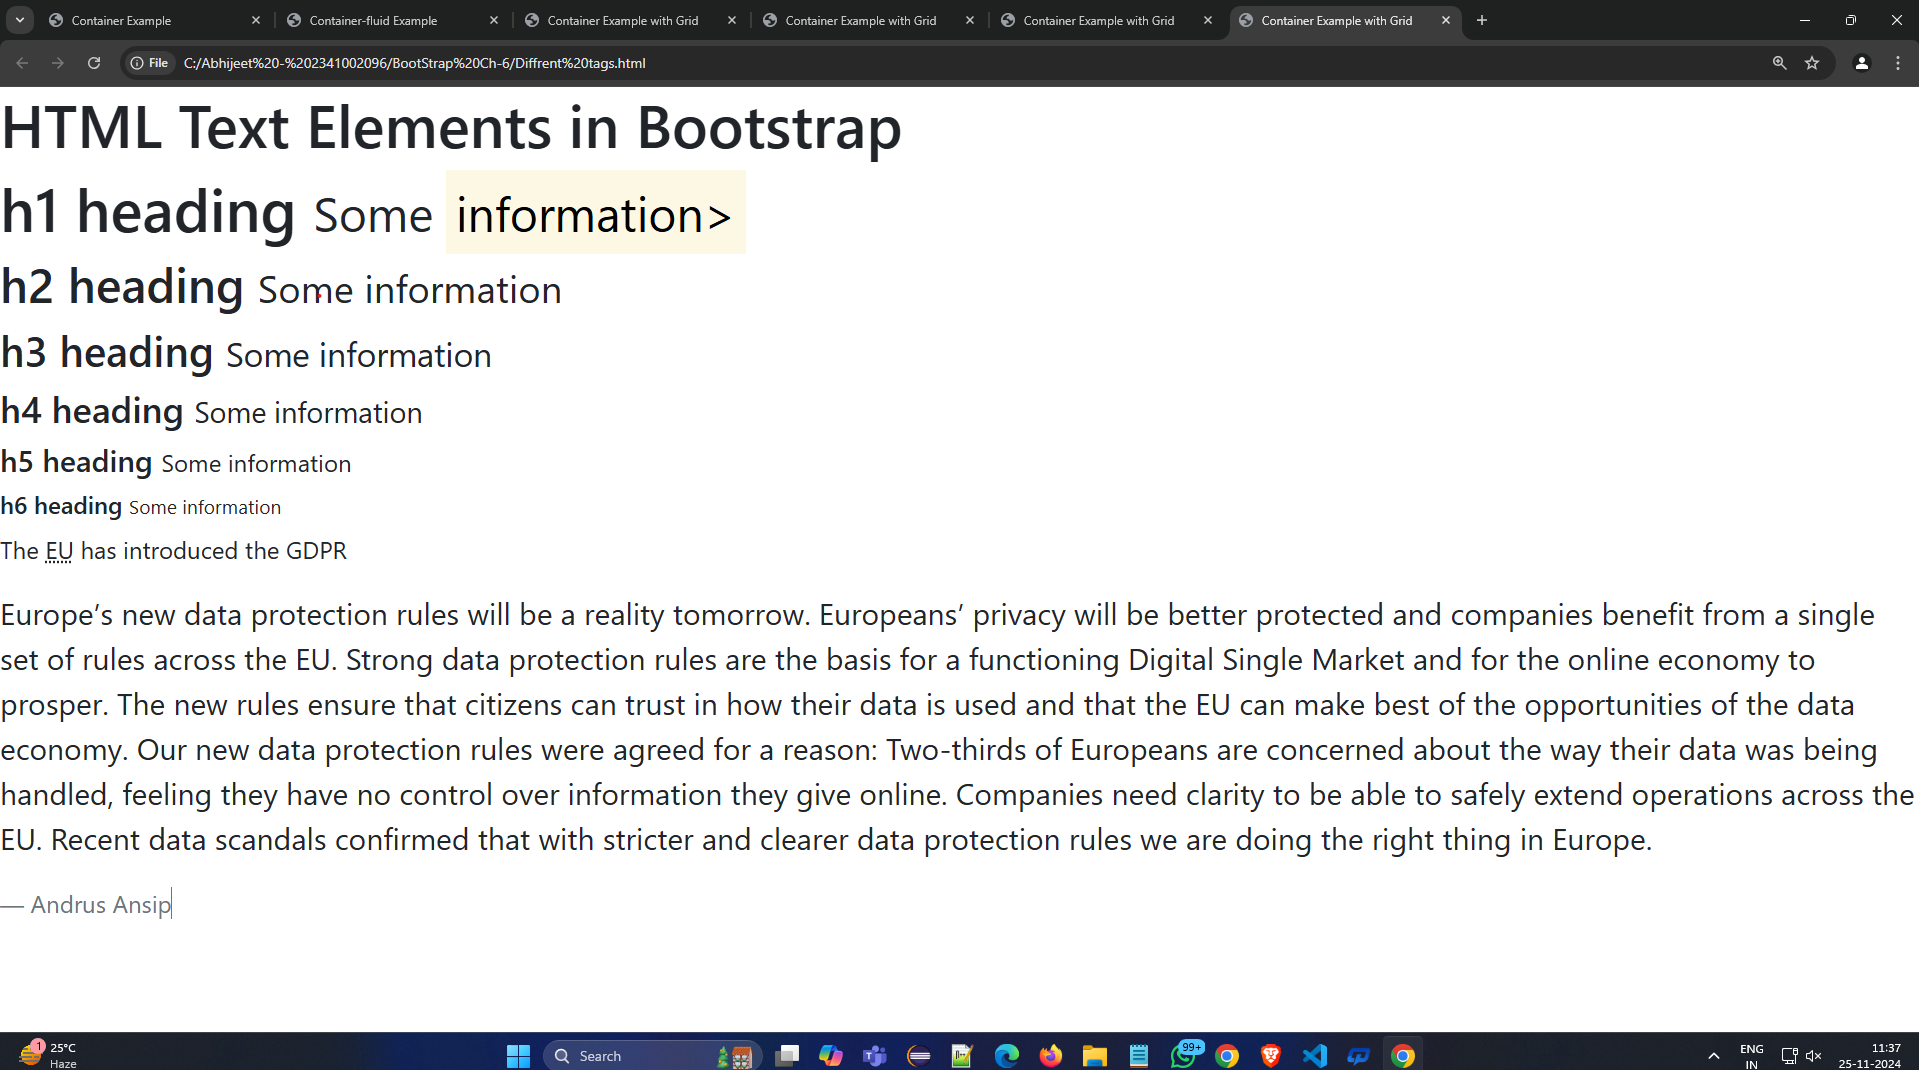 Container Example
Container-fluid Example
Container Example with Grid
Container Example with Grid
Container Example with Grid
Container Example with Grid
File C:/Abhijeet%20-%202341002096/BootStrap%20Ch-6/Diffrent%20tags.html
HTML Text Elements in Bootstrap
h1 heading Some information>
h2 heading Some information
h3 heading Some information
h4 heading Some information
h5 heading Some information
h6 heading Some information
The EU has introduced the GDPR
Europe’s new data protection rules will be a reality tomorrow. Europeans’ privacy will be better protected and companies benefit from a single
set of rules across the EU. Strong data protection rules are the basis for a functioning Digital Single Market and for the online economy to
prosper. The new rules ensure that citizens can trust in how their data is used and that the EU can make best of the opportunities of the data
economy. Our new data protection rules were agreed for a reason: Two-thirds of Europeans are concerned about the way their data was being
handled, feeling they have no control over information they give online. Companies need clarity to be able to safely extend operations across the
EU. Recent data scandals confirmed that with stricter and clearer data protection rules we are doing the right thing in Europe.
— Andrus Ansip
1
25°C
Haze
Search
99+
ENG
IN
11:37
25-11-2024